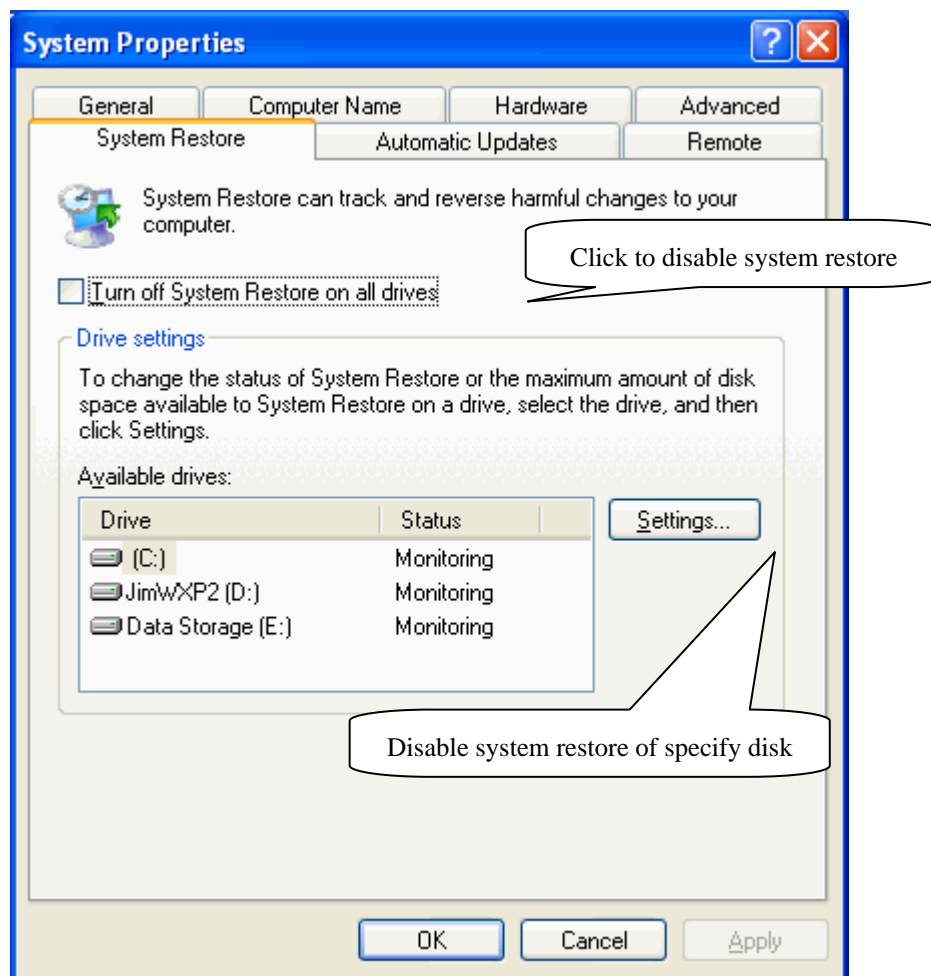 System Properties
General Computer Name Hardware Advanced
System Restore Automatic Updates Remote
System Restore can track and reverse harmful changes to your
computer.
Click to disable system restore
Turn off System Restore on all drives
Drive settings
To change the status of System Restore or the maximum amount of disk
space available to System Restore on a drive, select the drive, and then
click Settings.
Available drives:
Drive Status
Settings...
(C:) Monitoring
JimWXP2 (D:) Monitoring
Data Storage (E:) Monitoring
Disable system restore of specify disk
OK Cancel Apply